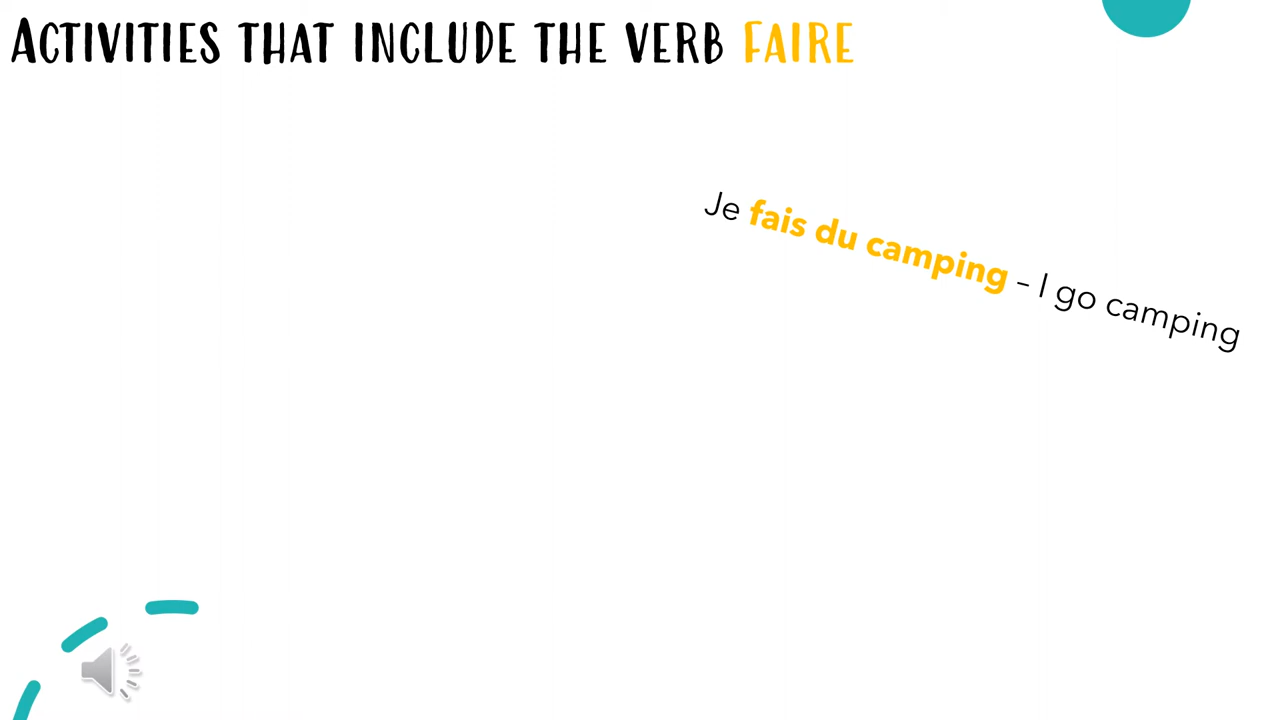 Activities that include the verb faire
Je fais du camping – I go camping